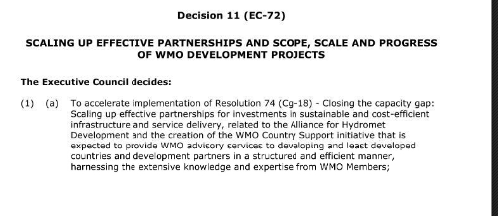 Decision 11 (EC-72)
SCALING UP EFFECTIVE PARTNERSHIPS AND SCOPE, SCALE AND PROGRESS
OF WMO DEVELOPMENT PROJECTS
The Executive Council decides:
(1) (a) To accelerate implementation of Resolution 74 (Cg-18) - Closing the capacity gap:
Scaling up effective partnerships for investments in sustainable and cost-efficient
infrastructure and service delivery, related to the Alliance for Hydromet
Development and the creation of the WMO Country Support initiative that is
expected to provide WMO advisory services to developing and least developed
countries and development partners in a structured and efficient manner,
harnessing the extensive knowledge and expertise from WMO Members;